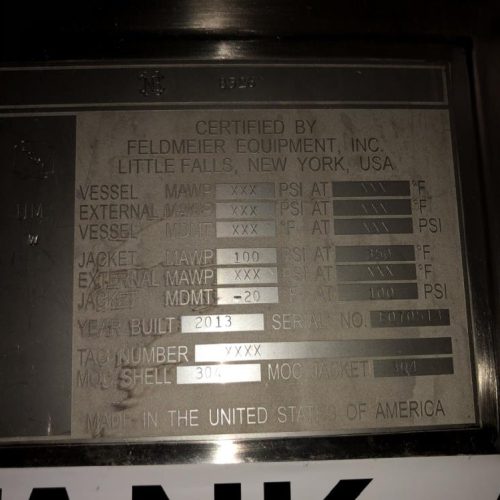 CERTIFIED BY
FELDMEIER EQUIPMENT, INC.
LITTLE FALLS, NEW YORK, USA
VESSEL MAWP XXX PSI AT XXX °F
EXTERNAL MAWP XXX PSI AT XXX °F
VESSEL MDMT XXX °F AT XXX PSI
JACKET MAWP 100 PSI AT 350 °F
EXTERNAL MAWP XXX PSI AT XXX °F
JACKET MDMT -20 °F 100 PSI
YEAR BUILT 2013 SERIAL NO.
TAG NUMBER XXXX
MOC SHELL 304 MOC JACKET 304
MADE IN THE UNITED STATES OF AMERICA
TANK